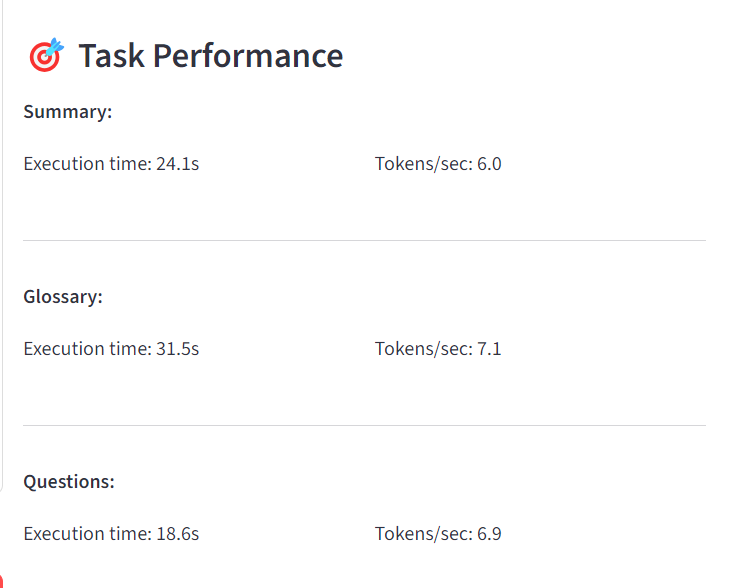 Task Performance
Summary:
Execution time: 24.1s Tokens/sec: 6.0
Glossary:
Execution time: 31.5s Tokens/sec: 7.1
Questions:
Execution time: 18.6s Tokens/sec: 6.9